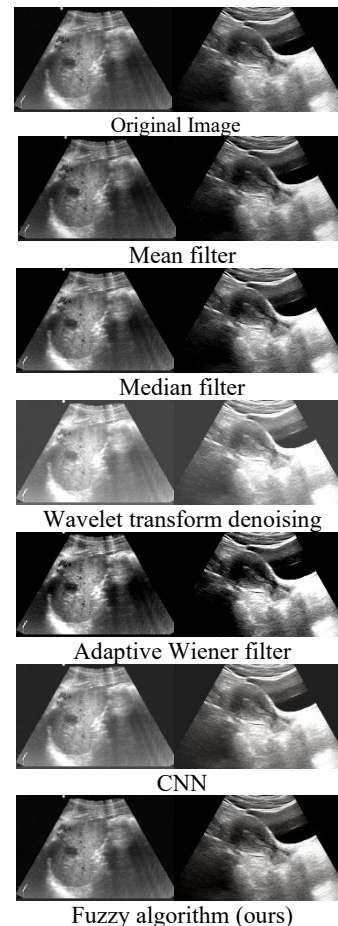 Original Image
Mean filter
Median filter
Wavelet transform denoising
Adaptive Wiener filter
CNN
Fuzzy algorithm (ours)